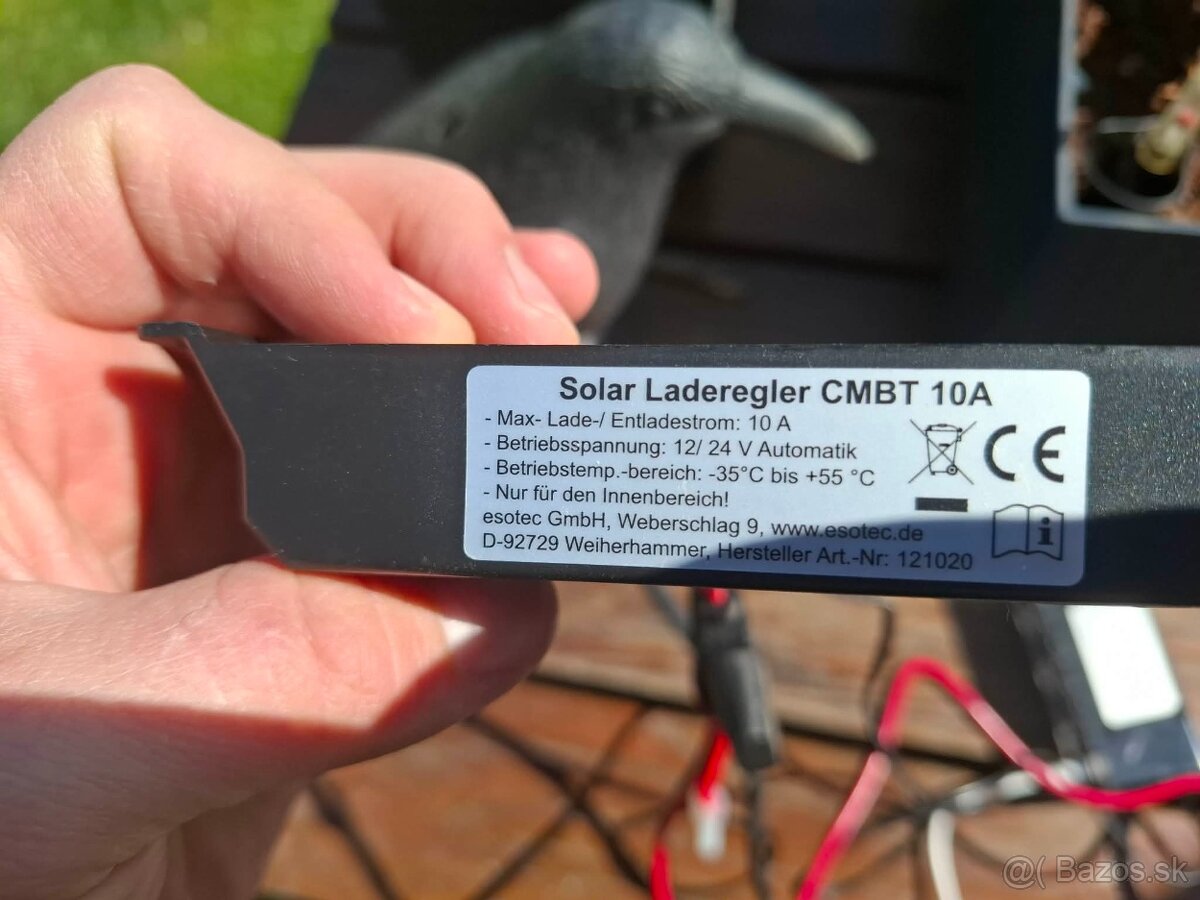 Solar Laderegler CMBT 10A
- Max- Lade-/ Entladestrom: 10 A
- Betriebsspannung: 12/ 24 V Automatik
- Betriebstemp.-bereich: -35°C bis +55 °C
- Nur für den Innenbereich!
esotec GmbH, Weberschlag 9, www.esotec.de
D-92729 Weiherhammer, Hersteller Art.-Nr: 121020
CE
i
@( Bazos.sk